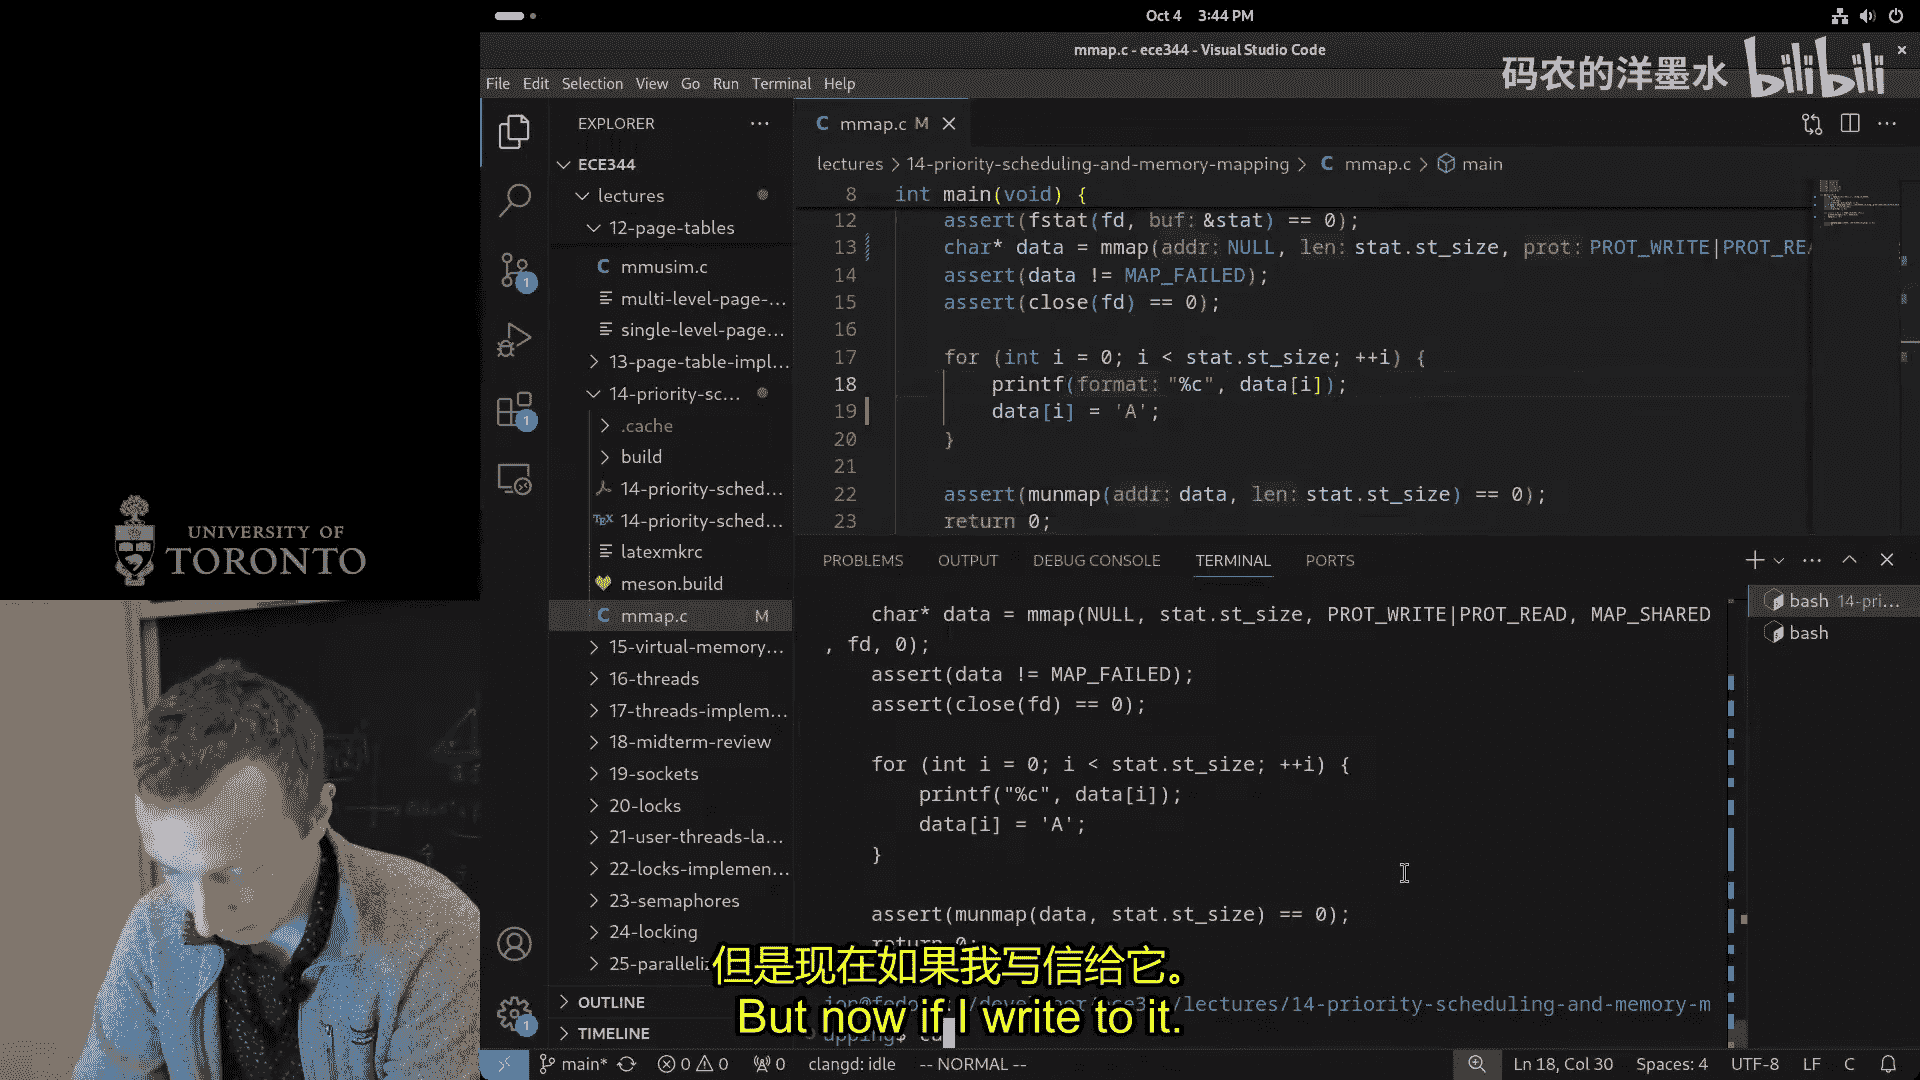 Oct 4 3:44 PM
mmap.c - ece344 - Visual Studio Code
码农的洋墨水 bilibili
File Edit Selection View Go Run Terminal Help
EXPLORER
ECE344
lectures
12-page-tables
mmusim.c
multi-level-page-...
single-level-page...
13-page-table-impl...
14-priority-sc...
.cache
build
14-priority-sched...
14-priority-sched...
latexmkrc
meson.build
mmap.c M
15-virtual-memory...
16-threads
17-threads-implem...
18-midterm-review
19-sockets
20-locks
21-user-threads-la...
22-locks-implemen...
23-semaphores
24-locking
OUTLINE
TIMELINE
mmap.c M
lectures > 14-priority-scheduling-and-memory-mapping > C mmap.c > main
8 int main(void) {
12 assert(fstat(fd, buf: &stat) == 0);
13 char* data = mmap(addr: NULL, len: stat.st_size, prot: PROT_WRITE|PROT_REA
14 assert(data != MAP_FAILED);
15 assert(close(fd) == 0);
16
17 for (int i = 0; i < stat.st_size; ++i) {
18 printf(format: "%c", data[i]);
19 data[i] = 'A';
20 }
21
22 assert(munmap(addr: data, len: stat.st_size) == 0);
23 return 0;
PROBLEMS OUTPUT DEBUG CONSOLE TERMINAL PORTS
char* data = mmap(NULL, stat.st_size, PROT_WRITE|PROT_READ, MAP_SHARED
, fd, 0);
assert(data != MAP_FAILED);
assert(close(fd) == 0);
for (int i = 0; i < stat.st_size; ++i) {
printf("%c", data[i]);
data[i] = 'A';
}
assert(munmap(data, stat.st_size) == 0);
bash 14-pri...
bash
UNIVERSITY OF
TORONTO
但是现在如果我写信给它。
But now if I write to it.
main* 0 0 0 clangd: idle -- NORMAL -- Ln 18, Col 30 Spaces: 4 UTF-8 LF C